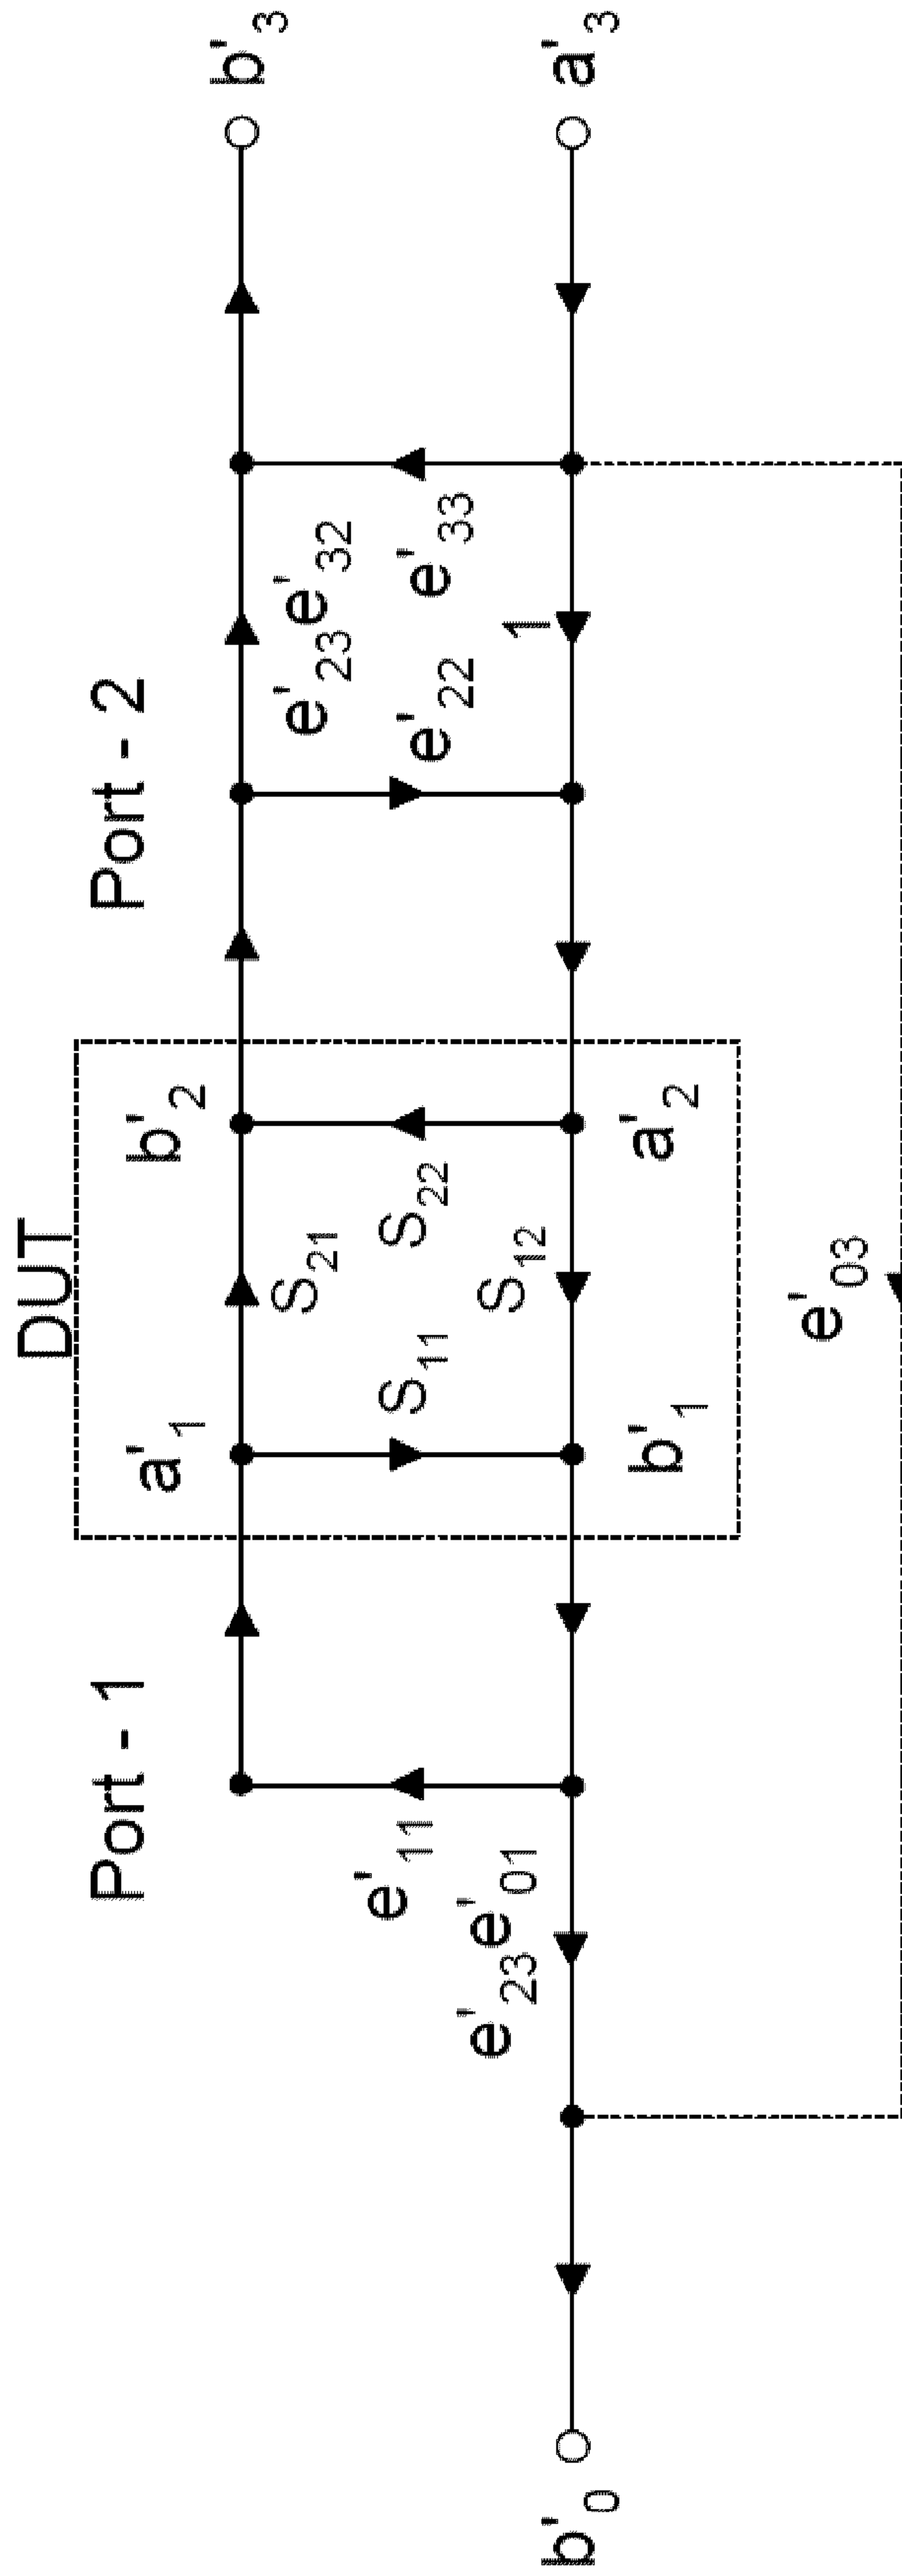 DUT
Port - 1
Port - 2
a'₁
b'₂
b'₃
S₂₁
e'₂₃e'₃₂
e'₁₁
S₁₁
S₂₂
e'₂₂
e'₃₃
e'₂₃e'₀₁
S₁₂
1
b'₀
a'₃
b'₁
a'₂
e'₀₃